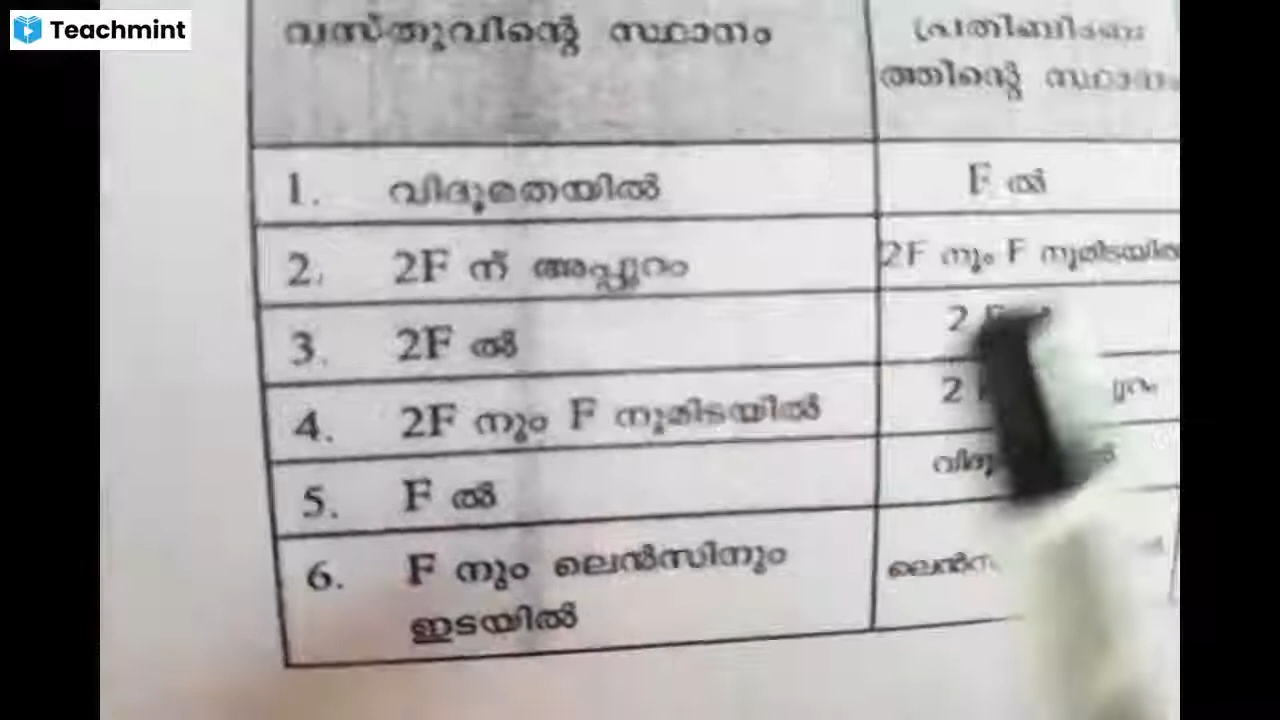 Teachmint
വസ്തുവിന്റെ സ്ഥാനം
പ്രതിബിംബ
ത്തിന്റെ സ്ഥാനം
1. വിദൂരതയിൽ
F ൽ
2. 2F ന് അപ്പുറം
2F നും F നുമിടയിൽ
3. 2F ൽ
2
4. 2F നും F നുമിടയിൽ
2
5. F ൽ
6. F നും ലെൻസിനും
ഇടയിൽ